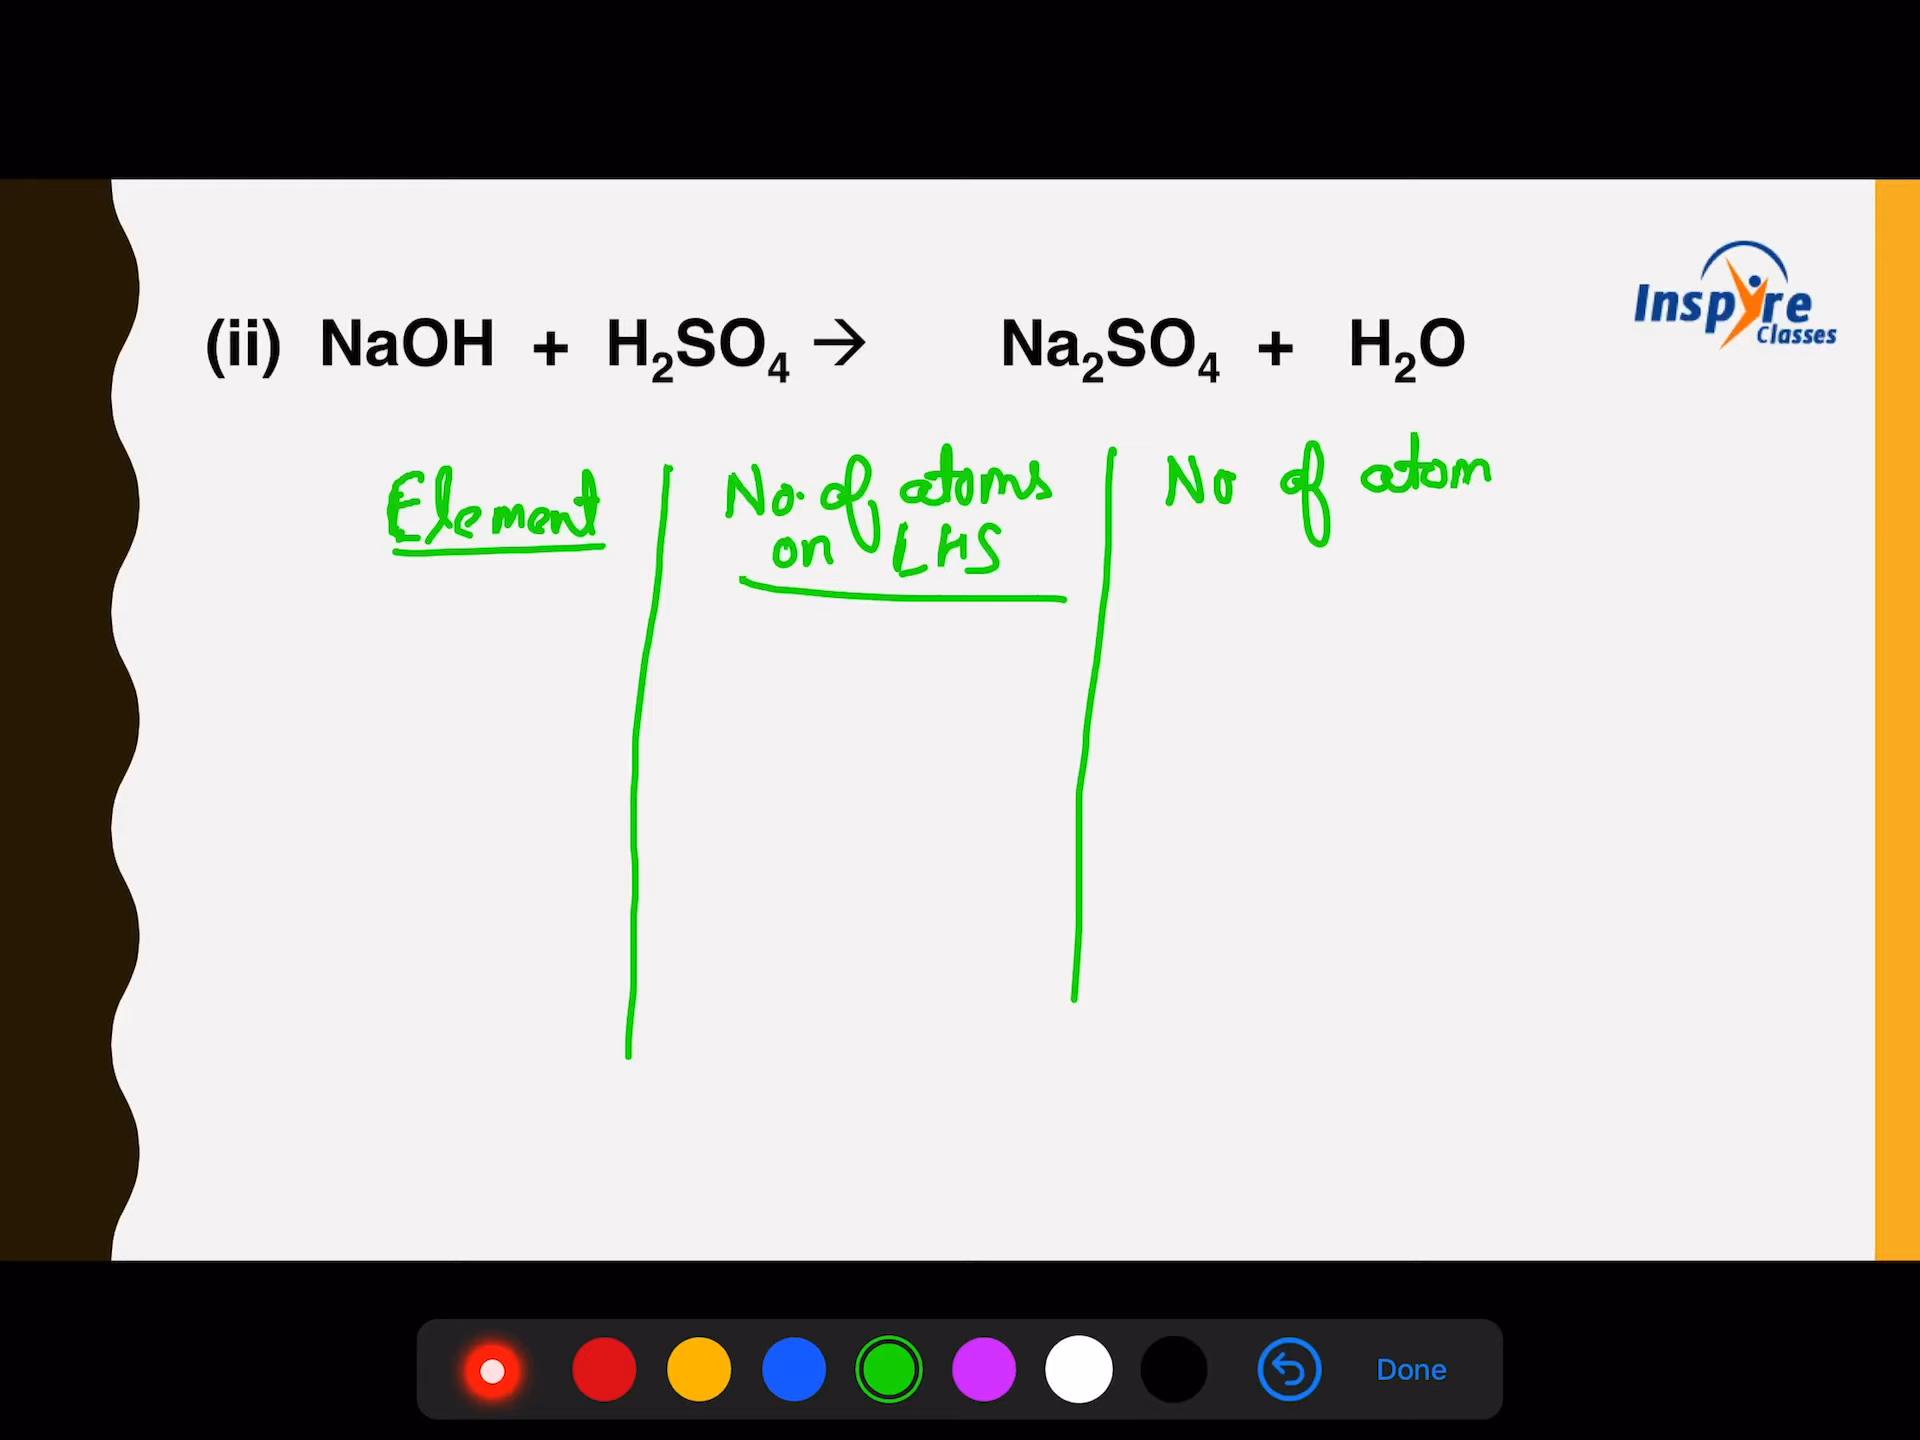 Inspyre
Classes
(ii) NaOH + H₂SO₄ → Na₂SO₄ + H₂O
Element
No. of atoms
on LHS
No of atom
Done